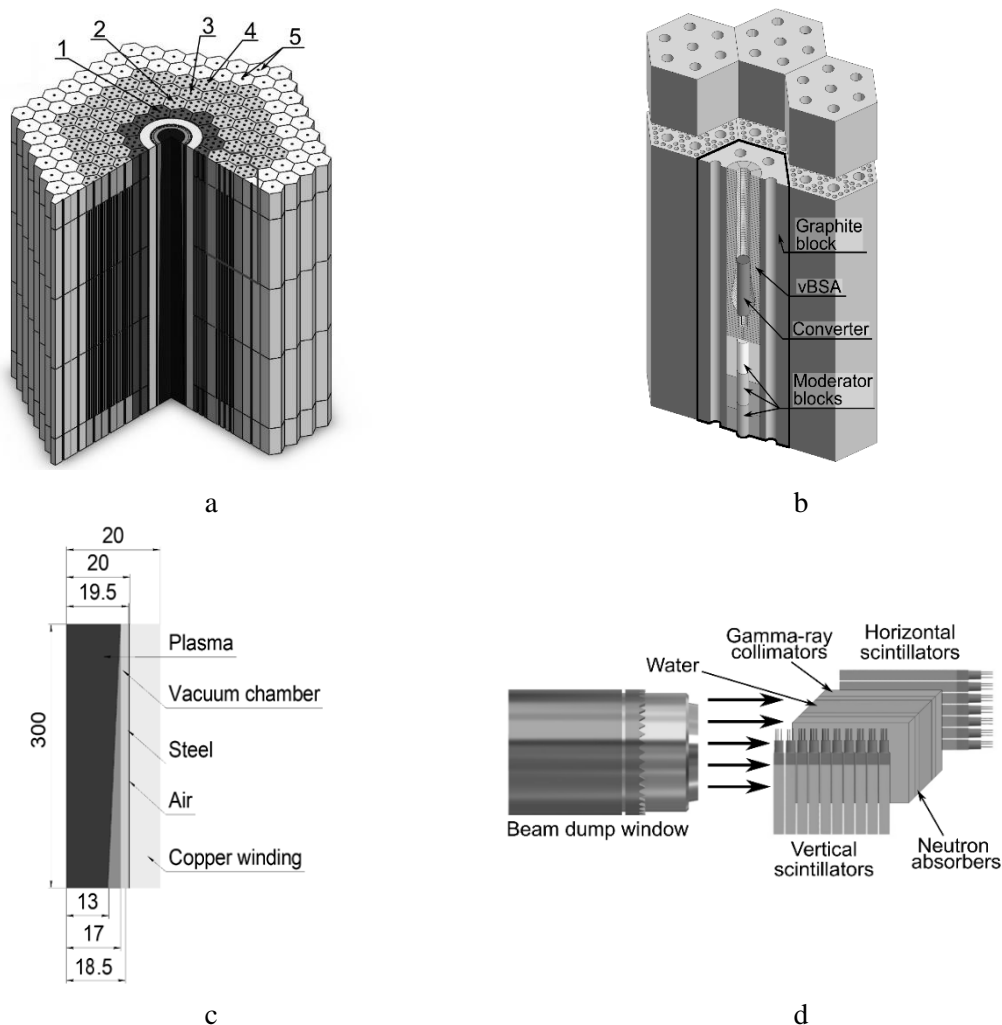 1
2
3
4
5
a
Graphite
block
vBSA
Converter
Moderator
blocks
b
20
20
19.5
300
Plasma
Vacuum chamber
Steel
Air
Copper winding
13
17
18.5
c
Gamma-ray
collimators
Horizontal
scintillators
Water
Beam dump window
Vertical
scintillators
Neutron
absorbers
d